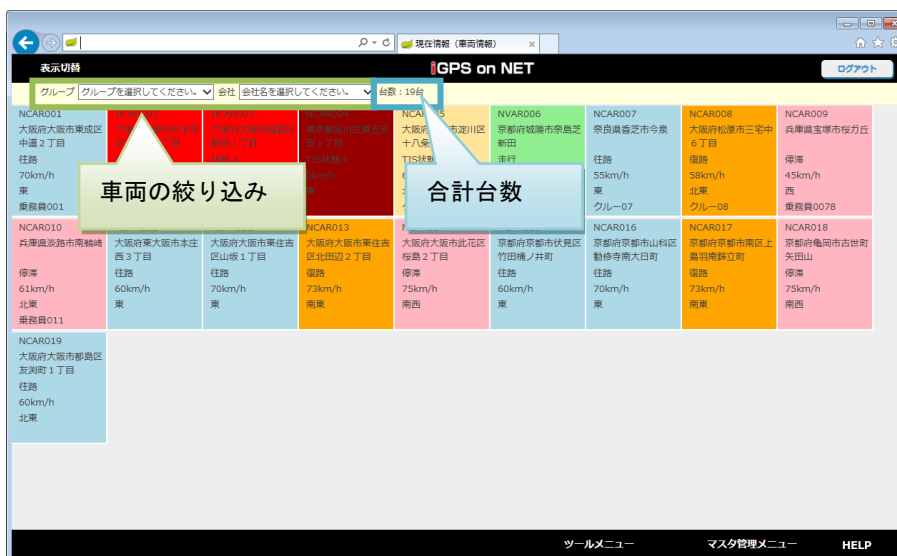 現在情報（車両情報）
表示切替
iGPS on NET
ログアウト
グループ グループを選択してください。 会社 会社名を選択してください。 台数：19台
NCAR001
大阪府大阪市東成区
中道２丁目
往路
70km/h
東
乗務員001
NVAR006
京都府城陽市奈島芝
新田
走行
NCAR007
奈良県香芝市今泉
往路
55km/h
東
クルー07
NCAR008
大阪府松原市三宅中
６丁目
復路
58km/h
北東
クルー08
NCAR009
兵庫県宝塚市桜ガ丘
停滞
45km/h
西
乗務員0078
車両の絞り込み
合計台数
NCAR010
兵庫県淡路市南鵜崎
停滞
61km/h
北東
乗務員011
大阪府東大阪市本庄
西３丁目
往路
60km/h
東
大阪府大阪市東住吉
区山坂１丁目
往路
70km/h
東
NCAR013
大阪府大阪市東住吉
区北田辺２丁目
復路
73km/h
南東
大阪府大阪市此花区
桜島２丁目
停滞
75km/h
南西
京都府京都市伏見区
竹田桶ノ井町
往路
60km/h
東
NCAR016
京都府京都市山科区
勧修寺南大日町
往路
70km/h
東
NCAR017
京都府京都市南区上
鳥羽南鉾立町
復路
73km/h
南東
NCAR018
京都府亀岡市古世町
矢田山
停滞
75km/h
南西
NCAR019
大阪府大阪市都島区
友渕町１丁目
往路
60km/h
北東
ツールメニュー
マスタ管理メニュー
HELP